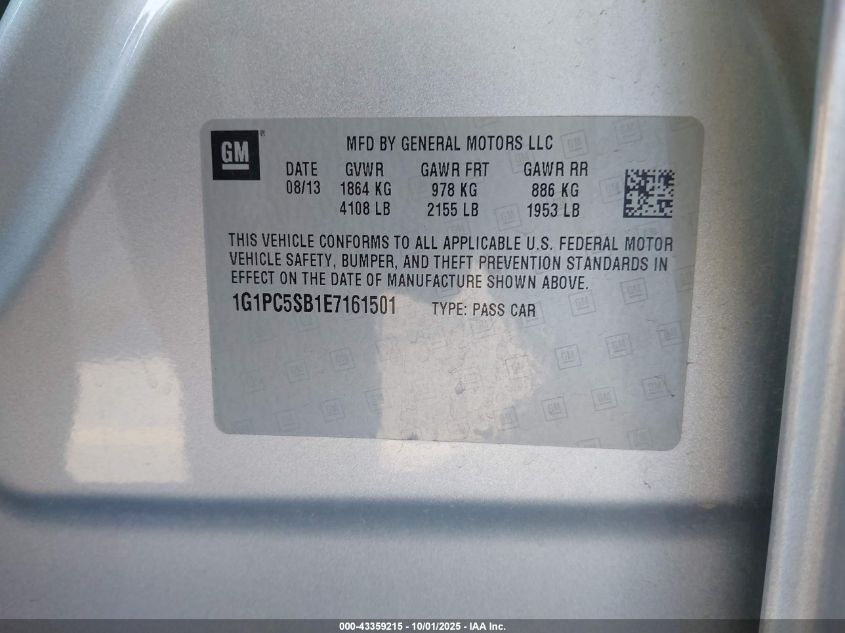 GM
MFD BY GENERAL MOTORS LLC
DATE GVWR GAWR FRT GAWR RR
08/13 1864 KG 978 KG 886 KG
4108 LB 2155 LB 1953 LB
THIS VEHICLE CONFORMS TO ALL APPLICABLE U.S. FEDERAL MOTOR
VEHICLE SAFETY, BUMPER, AND THEFT PREVENTION STANDARDS IN
EFFECT ON THE DATE OF MANUFACTURE SHOWN ABOVE.
1G1PC5SB1E7161501 TYPE: PASS CAR
000-43359215 - 10/01/2025 - IAA Inc.